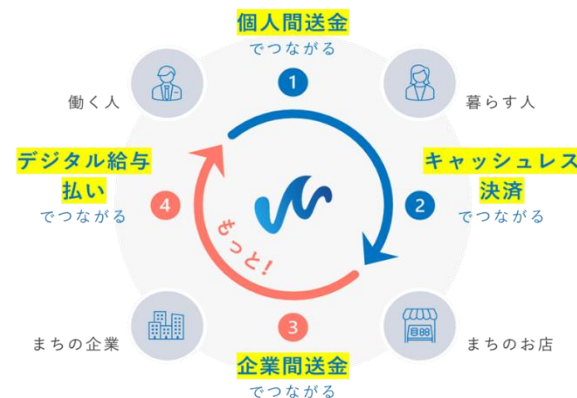 個人間送金
でつながる
1
働く人
暮らす人
デジタル給与
払い
でつながる
4
キャッシュレス
決済
でつながる
2
もっと!
3
まちの企業
まちのお店
企業間送金
でつながる